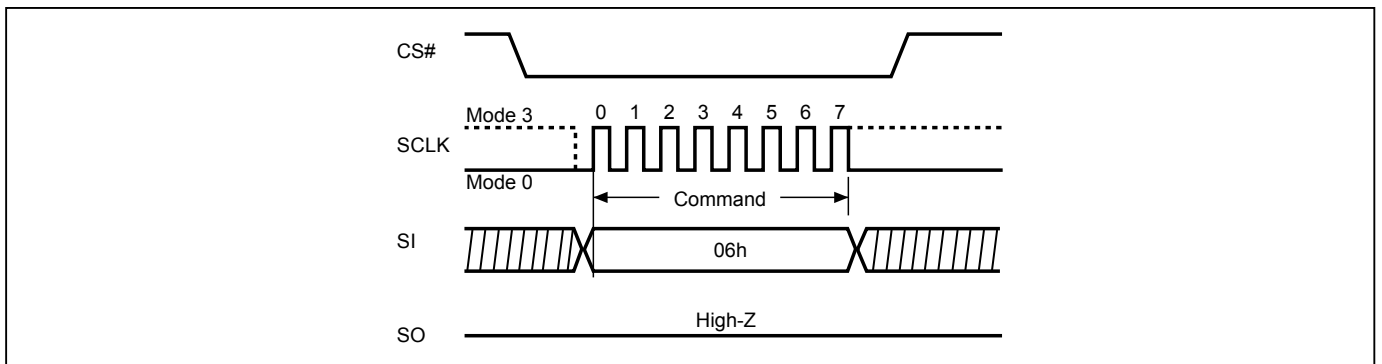 CS#
Mode 3
0 1 2 3 4 5 6 7
SCLK
Mode 0
Command
SI
06h
High-Z
SO